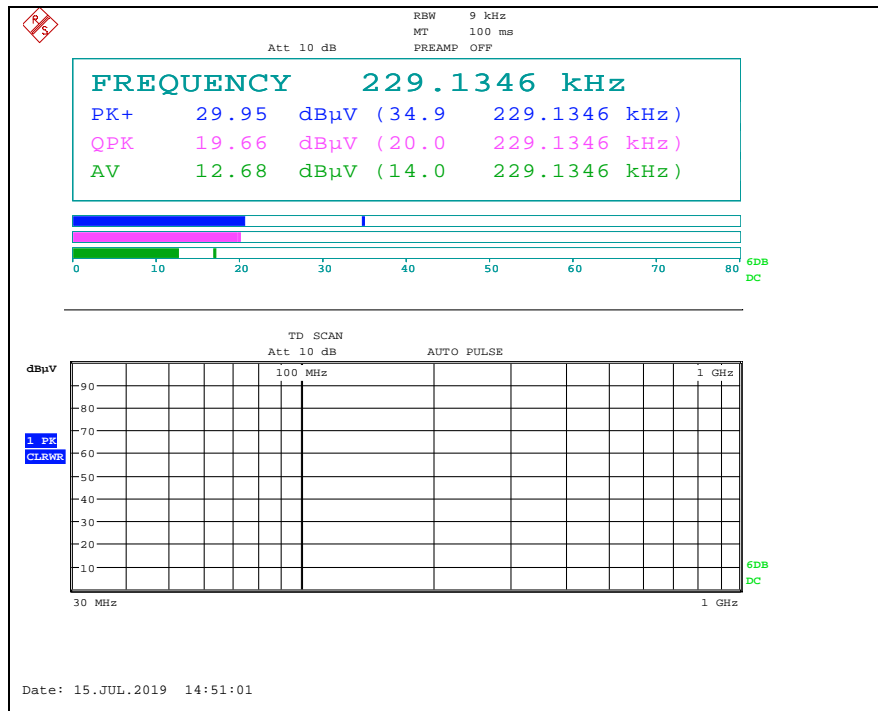 R
S
RBW 9 kHz
MT 100 ms
Att 10 dB PREAMP OFF
FREQUENCY 229.1346 kHz
PK+ 29.95 dBµV (34.9 229.1346 kHz)
QPK 19.66 dBµV (20.0 229.1346 kHz)
AV 12.68 dBµV (14.0 229.1346 kHz)
0 10 20 30 40 50 60 70 80
6DB
DC
TD SCAN
Att 10 dB AUTO PULSE
dBµV
100 MHz 1 GHz
90
80
70
1 PK
CLRWR
60
50
40
30
20
10
6DB
DC
30 MHz 1 GHz
Date: 15.JUL.2019 14:51:01